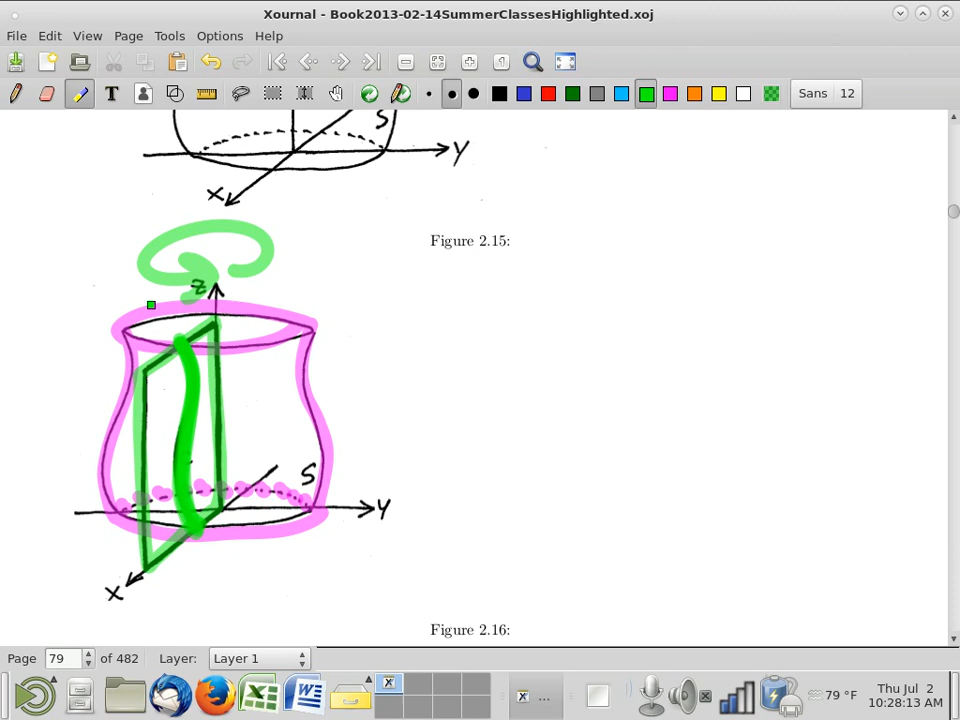 Xournal - Book2013-02-14SummerClassesHighlighted.xoj
File Edit View Page Tools Options Help
Sans 12
S
Y
X
Figure 2.15:
Z
S
Y
X
Figure 2.16:
Page 79 of 482 Layer: Layer 1
...
79 °F
Thu Jul 2
10:28:13 AM